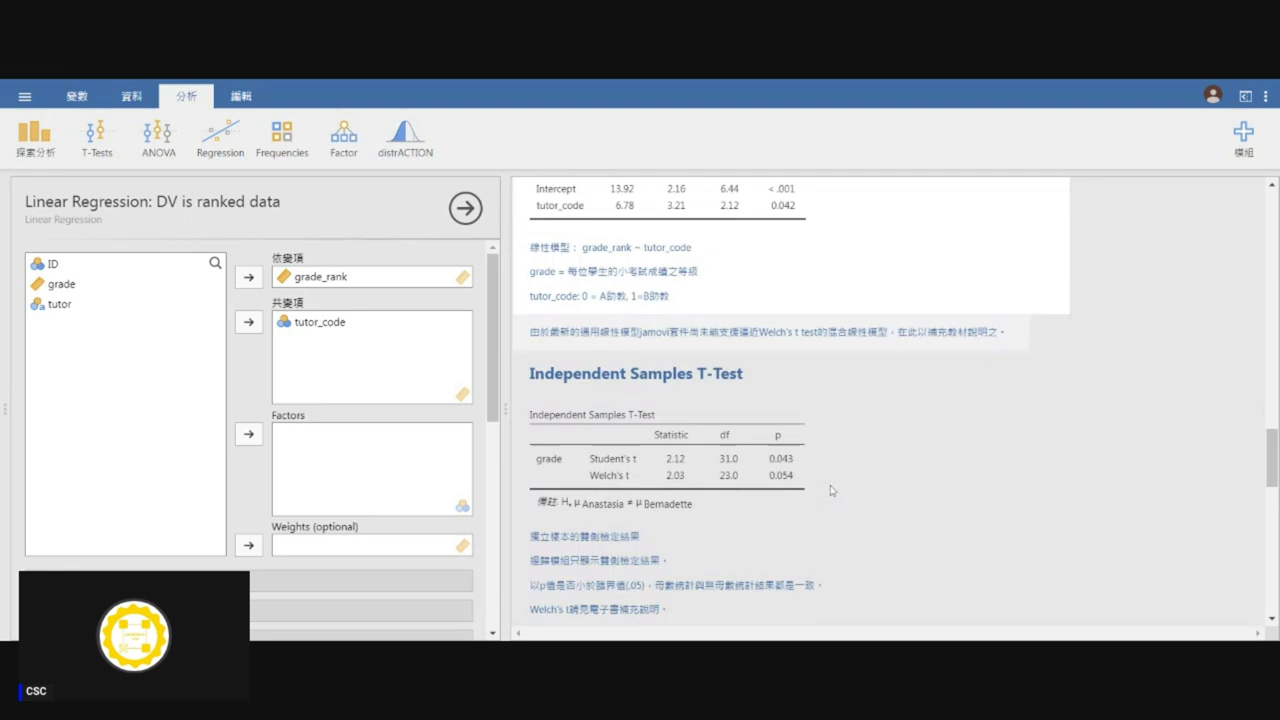 變數 資料 分析 編輯
探索分析 T-Tests ANOVA Regression Frequencies Factor distrACTION 模組
Linear Regression: DV is ranked data
Linear Regression
ID
grade
tutor
依變項
grade_rank
共變項
tutor_code
Factors
Weights (optional)
Intercept 13.92 2.16 6.44 < .001
tutor_code 6.78 3.21 2.12 0.042
線性模型： grade_rank ~ tutor_code
grade = 每位學生的小考試成績之等級
tutor_code: 0 = A助教, 1=B助教
由於最新的通用線性模型jamovi套件尚未能支援逼近Welch's t test的混合線性模型，在此以補充教材說明之。
Independent Samples T-Test
Independent Samples T-Test
Statistic df p
grade Student's t 2.12 31.0 0.043
Welch's t 2.03 23.0 0.054
備註. Hₐ μ Anastasia ≠ μ Bernadette
獨立樣本的雙側檢定結果
迴歸模組只顯示雙側檢定結果。
以p值是否小於臨界值(.05)，母數統計與無母數統計結果都是一致。
Welch's t請見電子書補充說明。
CSC